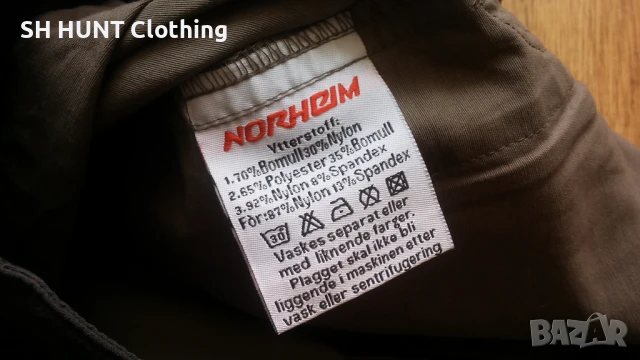 SH HUNT Clothing
NORHEIM
Ytterstoff:
1.70%Bomull30%Nylon
2.65%Polyester35%Bomull
3.92%Nylon 8%Spandex
Fôr:87%Nylon 13%Spandex
30
Vaskes separat eller
med liknende farger.
Plagget skal ikke bli
liggende i maskinen etter
vask eller sentrifugering
BAZAR